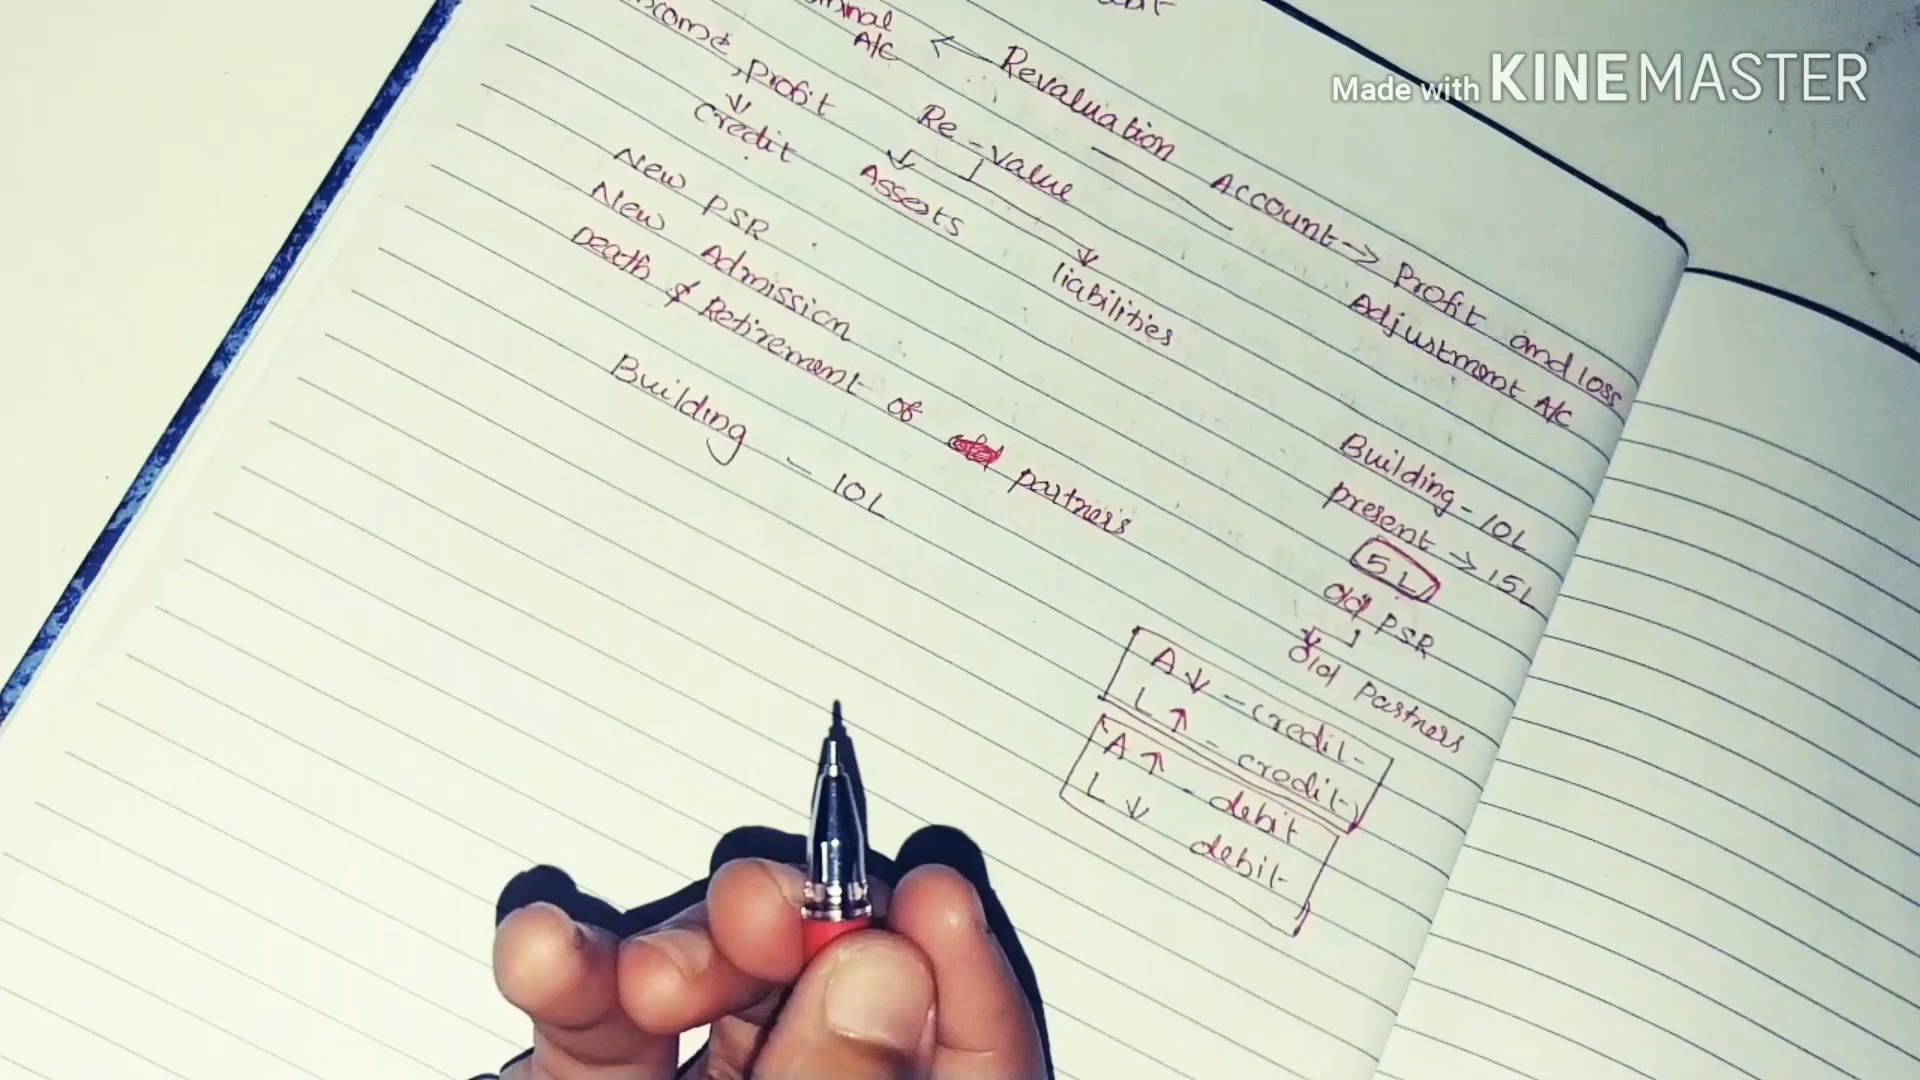 Made with KINEMASTER
A/C ← Revaluation Account → Profit and loss
Adjustment A/C
, Profit
↓
credit
Re-value
Assests
liabilities
New PSR
New Admission
Death & Retirement of partners
Building - 10L
Building - 10L
present → 15L
5L
old PSR
old Partners
A↓ - credit
L↑ - credit
A↑ - debit
L↓ debit